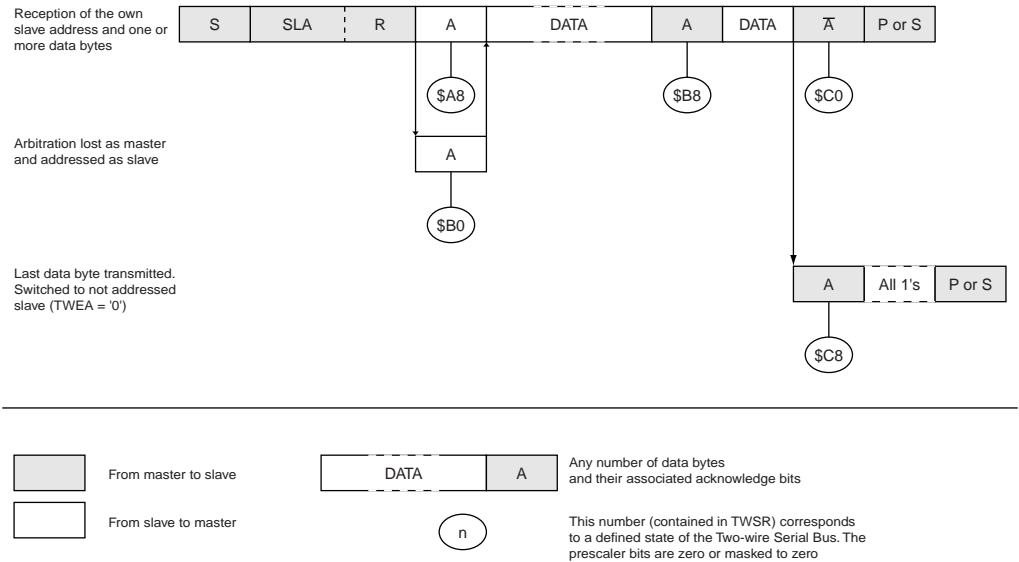 Reception of the own
slave address and one or
more data bytes
S SLA R A DATA A DATA A̅ P or S
$A8 $B8 $C0
Arbitration lost as master
and addressed as slave
A
$B0
Last data byte transmitted.
Switched to not addressed
slave (TWEA = '0')
A All 1's P or S
$C8
From master to slave
DATA A
Any number of data bytes
and their associated acknowledge bits
From slave to master
n
This number (contained in TWSR) corresponds
to a defined state of the Two-wire Serial Bus. The
prescaler bits are zero or masked to zero